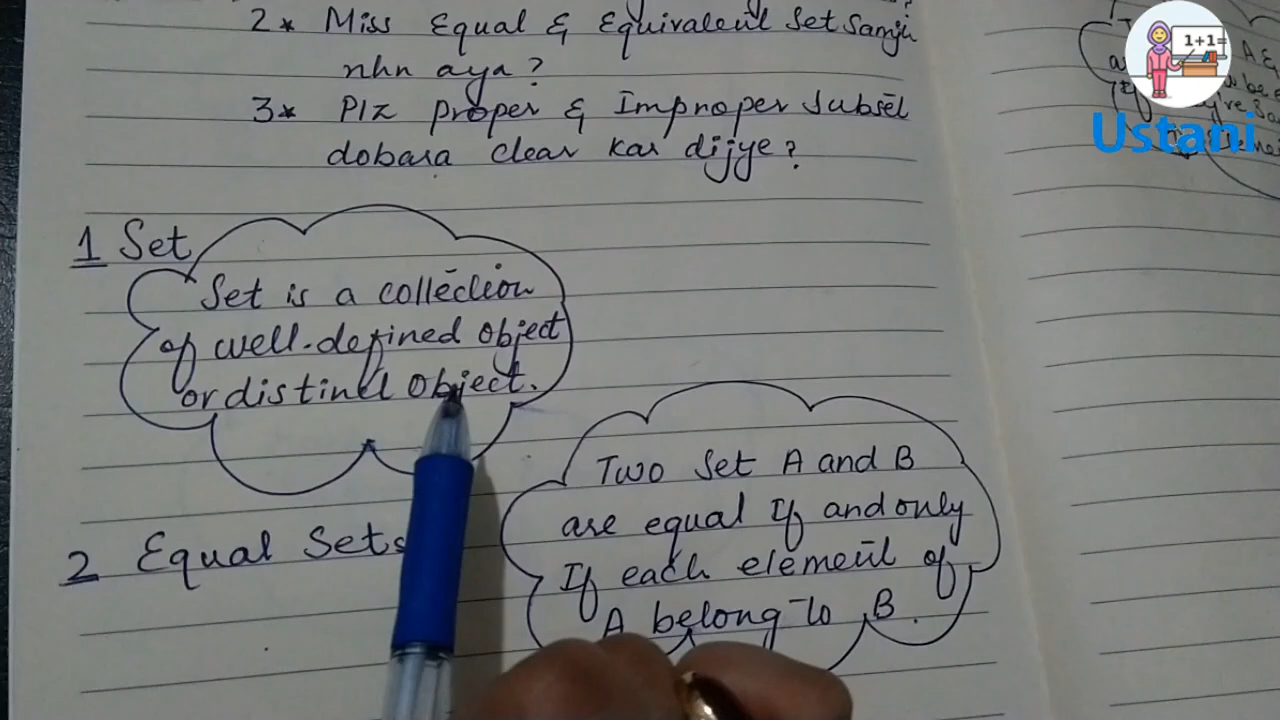 2* Miss Equal & Equivalent Set Samjh
nhn aya?
3* Plz Proper & Improper Subset
dobara clear kar dijye?
1+1=
Ustani
1 Set
Set is a collection
of well-defined object
or distinct object.
2 Equal Sets
Two Set A and B
are equal If and only
If each element of
A belong to B.